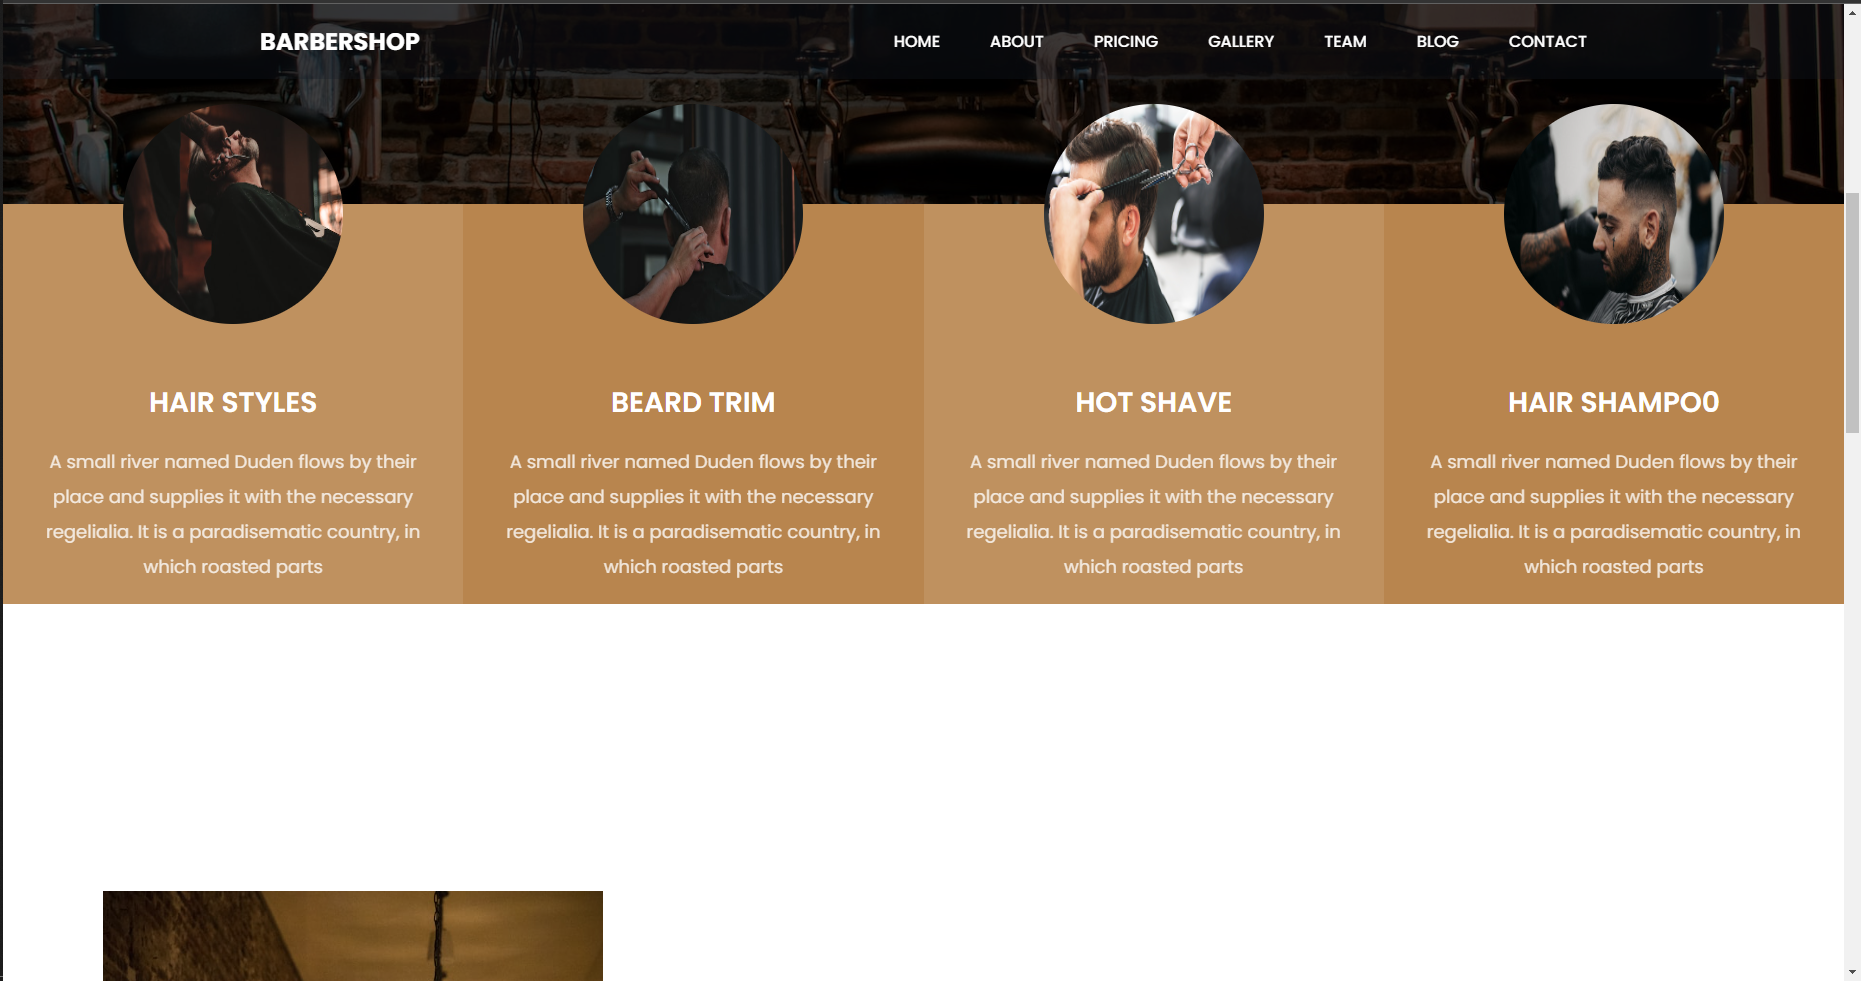 BARBERSHOP
HOME ABOUT PRICING GALLERY TEAM BLOG CONTACT
HAIR STYLES
A small river named Duden flows by their
place and supplies it with the necessary
regelialia. It is a paradisematic country, in
which roasted parts
BEARD TRIM
A small river named Duden flows by their
place and supplies it with the necessary
regelialia. It is a paradisematic country, in
which roasted parts
HOT SHAVE
A small river named Duden flows by their
place and supplies it with the necessary
regelialia. It is a paradisematic country, in
which roasted parts
HAIR SHAMPO0
A small river named Duden flows by their
place and supplies it with the necessary
regelialia. It is a paradisematic country, in
which roasted parts